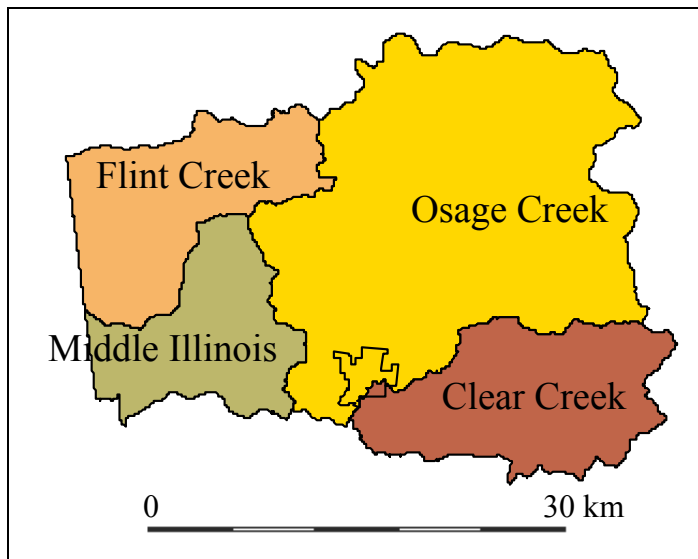 Flint Creek
Osage Creek
Middle Illinois
Clear Creek
0 30 km